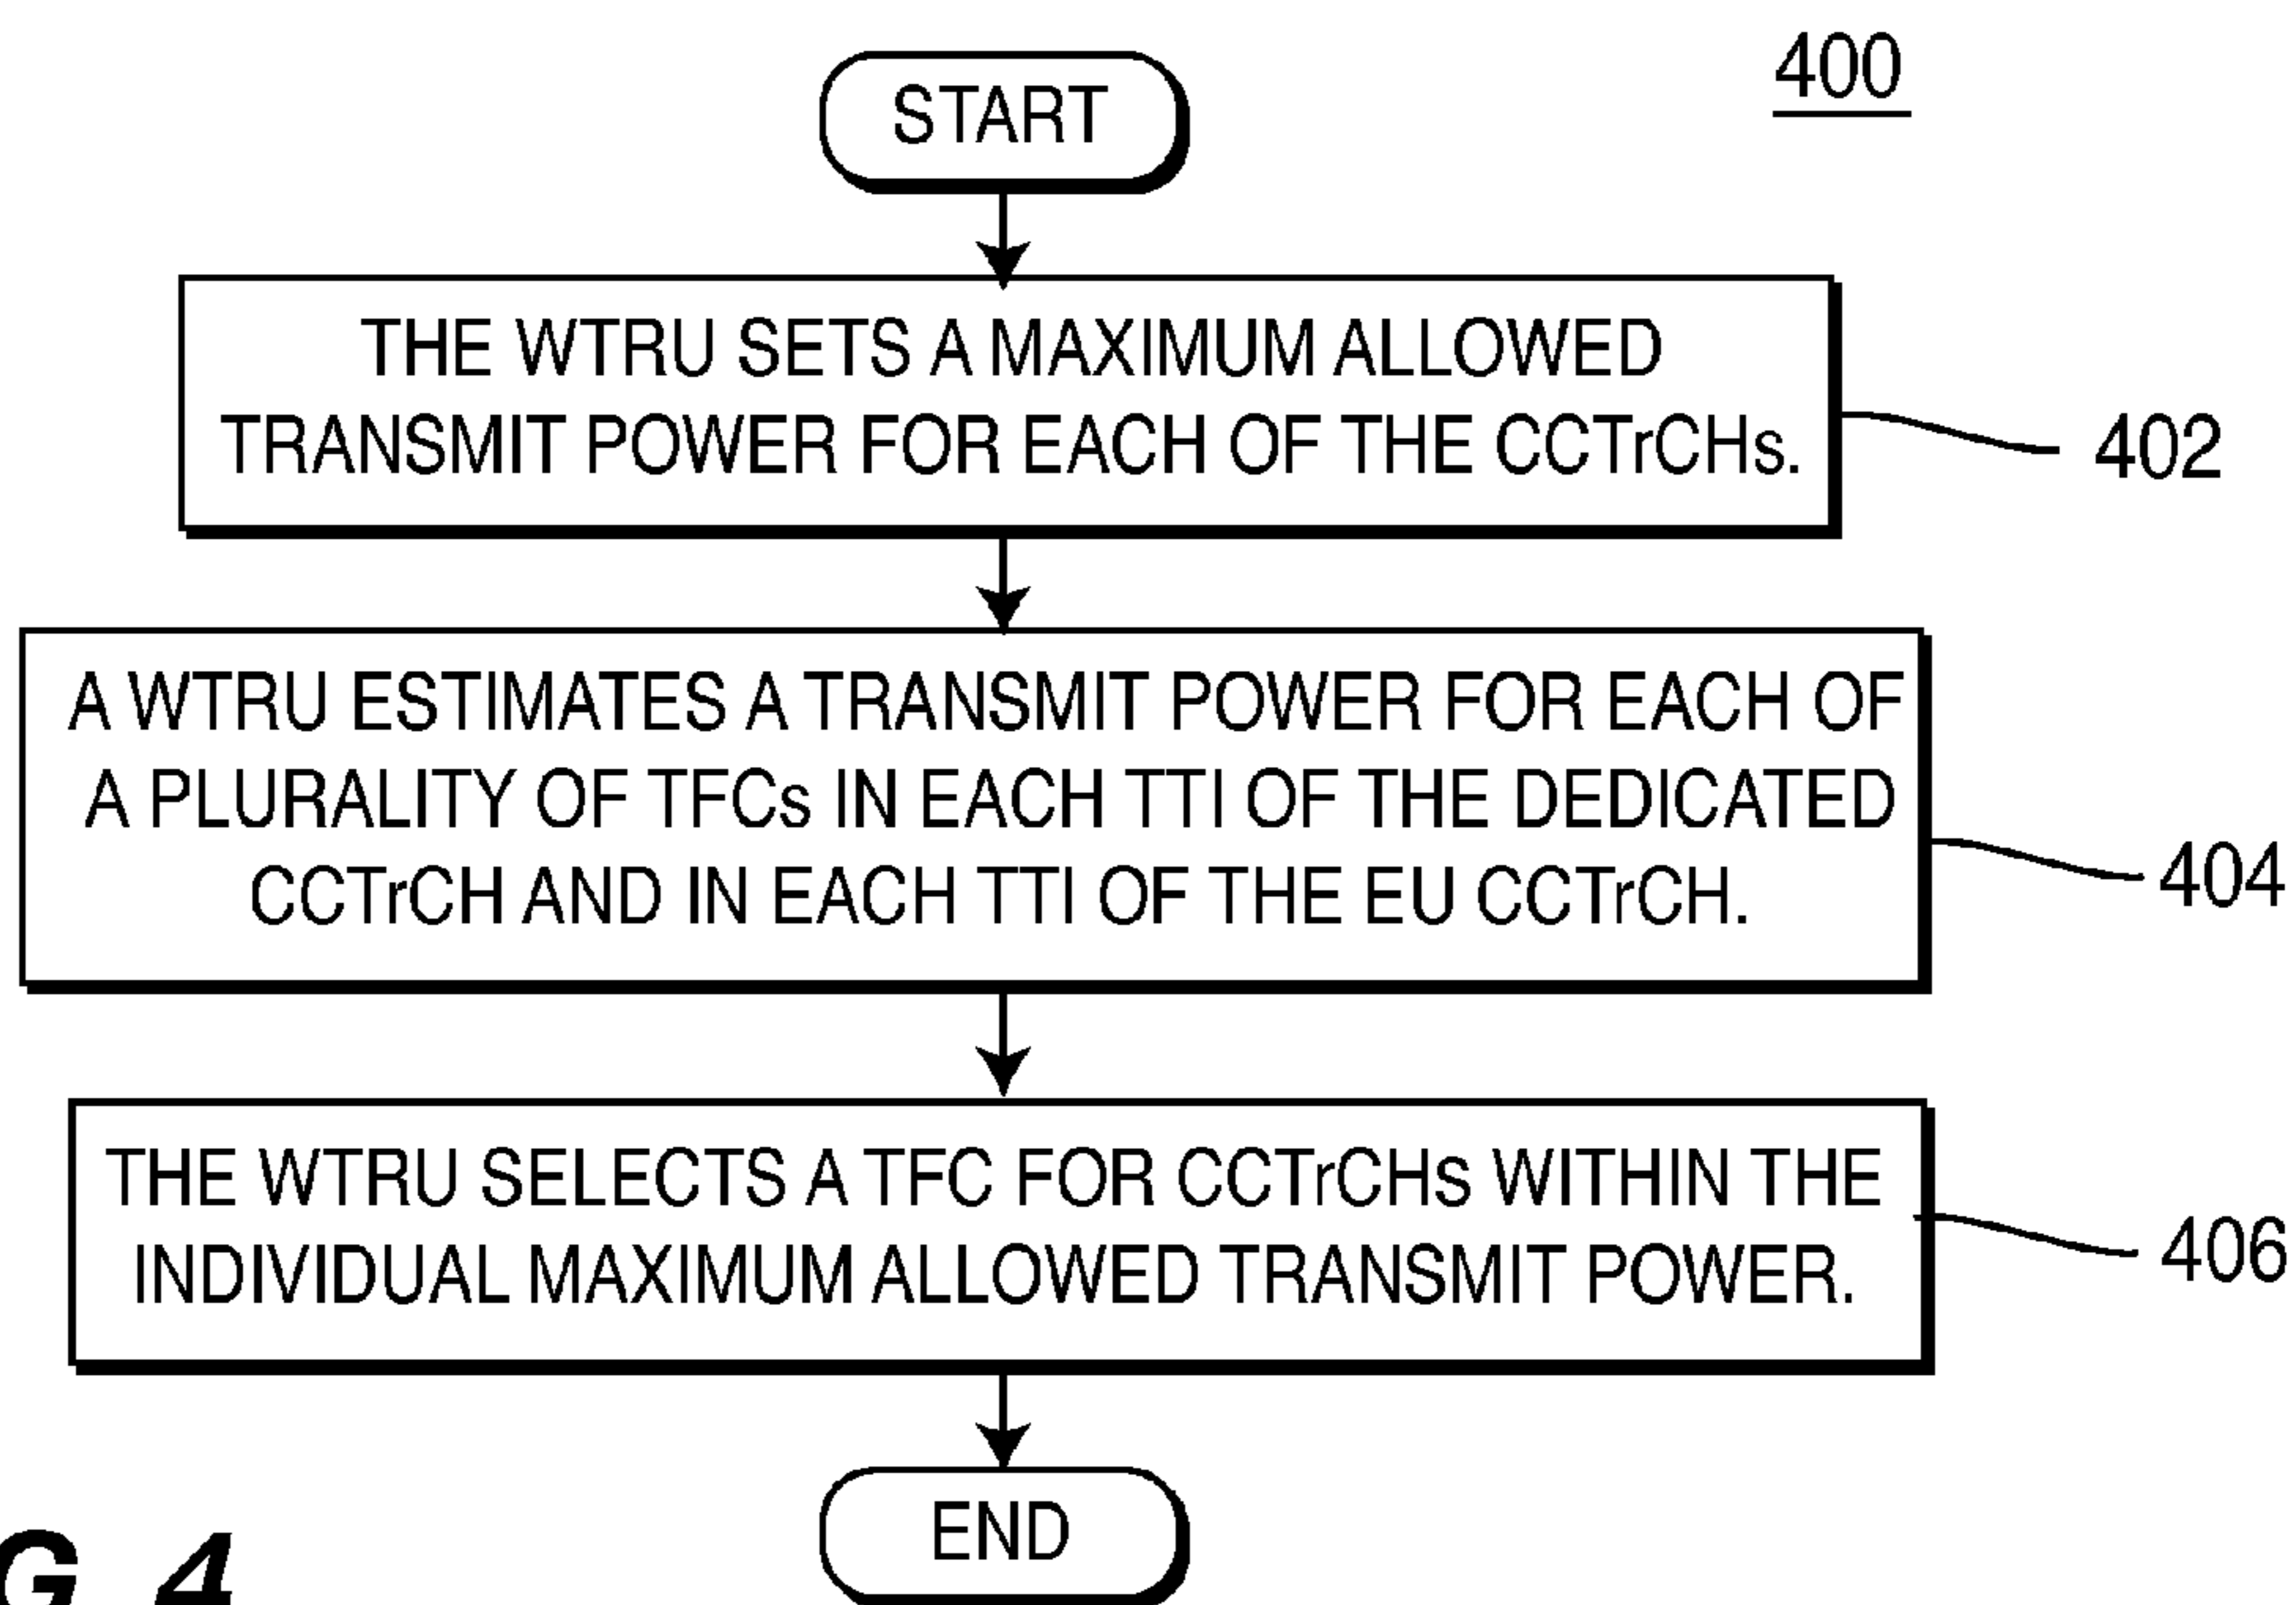 400
START
THE WTRU SETS A MAXIMUM ALLOWED
TRANSMIT POWER FOR EACH OF THE CCTrCHs.
402
A WTRU ESTIMATES A TRANSMIT POWER FOR EACH OF
A PLURALITY OF TFCs IN EACH TTI OF THE DEDICATED
CCTrCH AND IN EACH TTI OF THE EU CCTrCH.
404
THE WTRU SELECTS A TFC FOR CCTrCHs WITHIN THE
INDIVIDUAL MAXIMUM ALLOWED TRANSMIT POWER.
406
END
G 4